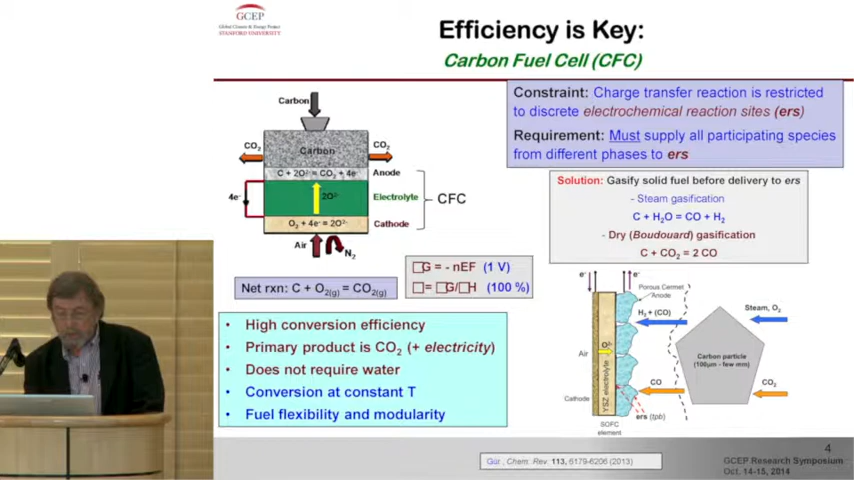 GCEP
Global Climate & Energy Project
STANFORD UNIVERSITY
Efficiency is Key:
Carbon Fuel Cell (CFC)
Constraint: Charge transfer reaction is restricted
to discrete electrochemical reaction sites (ers)
Requirement: Must supply all participating species
from different phases to ers
Carbon
CO2
CO2
Carbon
C + 2O2- = CO2 + 4e-
Anode
4e-
2O2-
Electrolyte
CFC
O2 + 4e- = 2O2-
Cathode
Air
N2
Solution: Gasify solid fuel before delivery to ers
- Steam gasification
C + H2O = CO + H2
- Dry (Boudouard) gasification
C + CO2 = 2 CO
□G = - nEF (1 V)
□ = □G/□H (100 %)
Net rxn: C + O2(g) = CO2(g)
• High conversion efficiency
• Primary product is CO2 (+ electricity)
• Does not require water
• Conversion at constant T
• Fuel flexibility and modularity
e-
e-
Porous Cermet
Anode
H2 + (CO)
Steam, O2
Air
O2-
Carbon particle
(100μm - few mm)
YSZ electrolyte
CO
CO2
Cathode
ers (tpb)
SOFC
element
Gür, Chem. Rev. 113, 6179-6206 (2013)
4
GCEP Research Symposium
Oct. 14-15, 2014